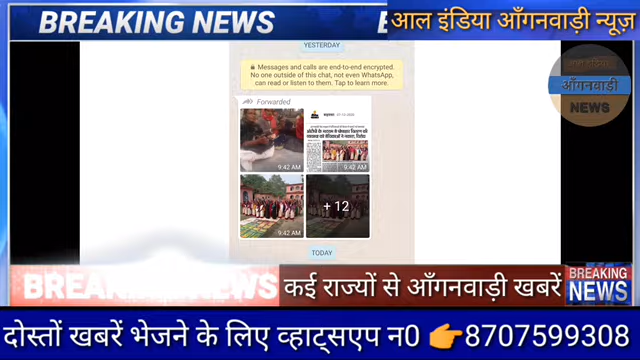 BREAKING NEWS
आल इंडिया आँगनवाड़ी न्यूज़
YESTERDAY
Messages and calls are end-to-end encrypted.
No one outside of this chat, not even WhatsApp,
can read or listen to them. Tap to learn more.
Forwarded
9:42 AM
9:42 AM
9:42 AM
+ 12
TODAY
आँगनवाड़ी
NEWS
BREAKING NEWS
कई राज्यों से आँगनवाड़ी खबरें
BREAKING
NEWS
दोस्तों खबरें भेजने के लिए व्हाट्सएप न0 👉8707599308